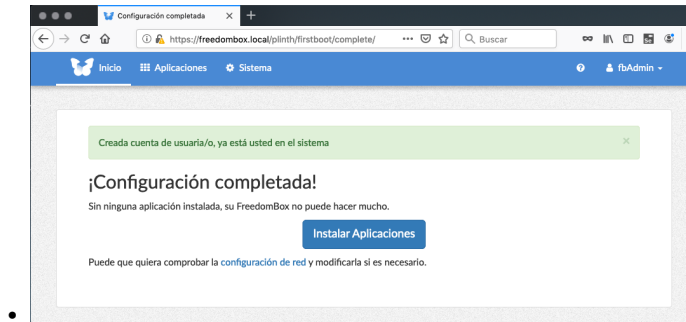 Configuración completada
https://freedombox.local/plinth/firstboot/complete/
Buscar
Inicio
Aplicaciones
Sistema
fbAdmin
Creada cuenta de usuaria/o, ya está usted en el sistema
¡Configuración completada!
Sin ninguna aplicación instalada, su FreedomBox no puede hacer mucho.
Instalar Aplicaciones
Puede que quiera comprobar la configuración de red y modificarla si es necesario.